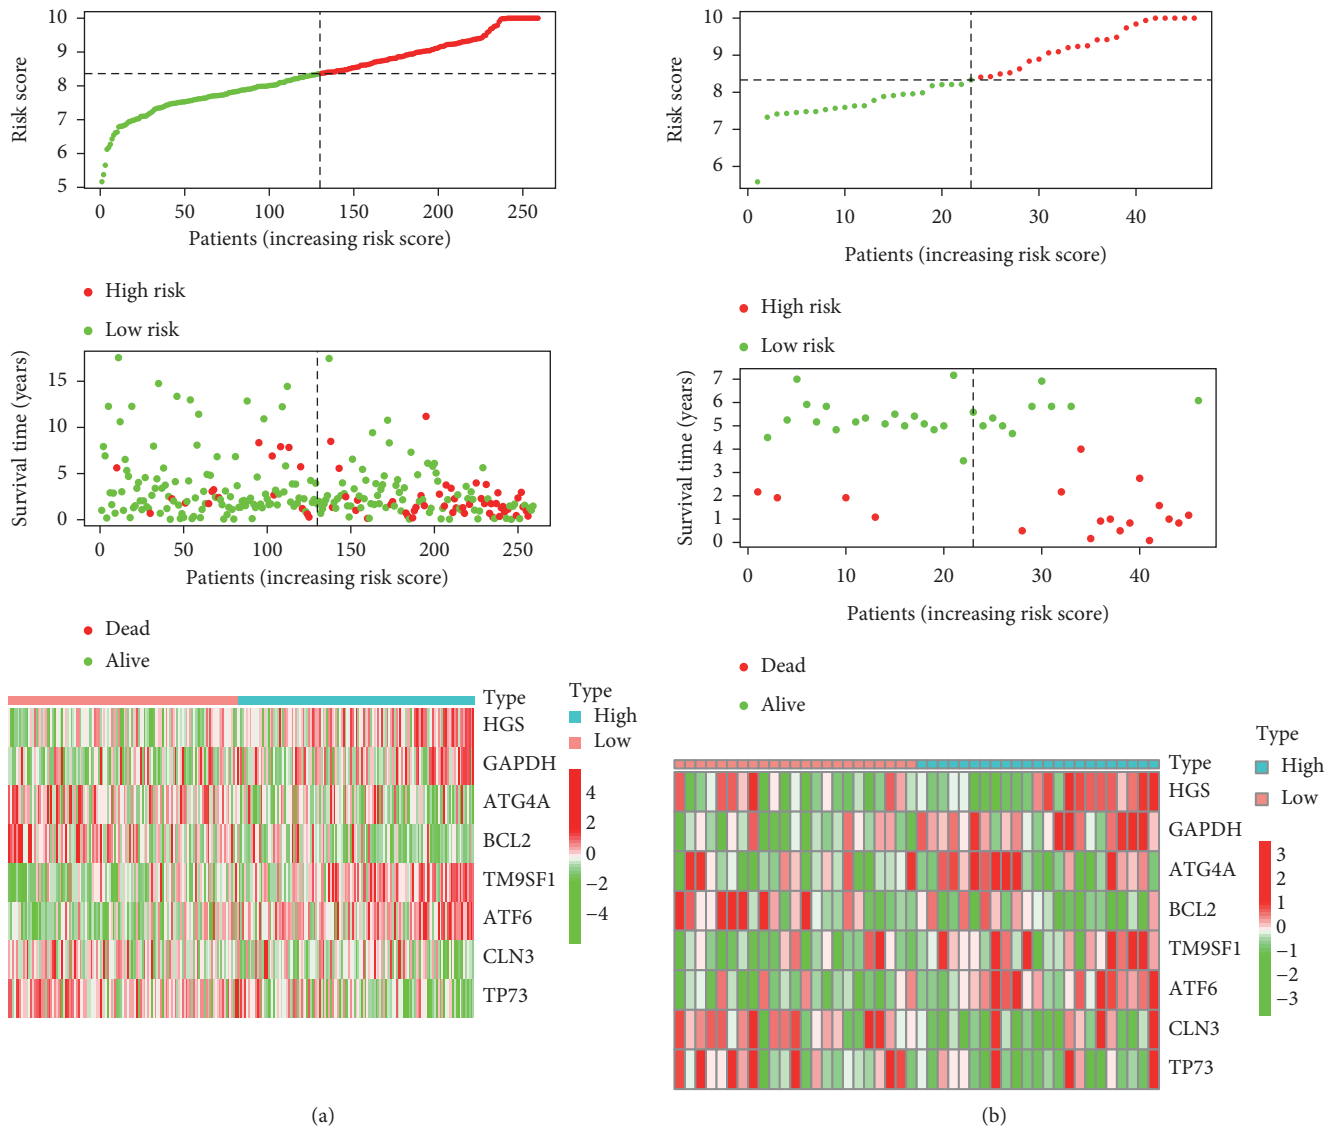 10
9
8
7
6
5
Risk score
0
50
100
150
200
250
Patients (increasing risk score)
High risk
Low risk
15
10
5
0
Survival time (years)
0
50
100
150
200
250
Patients (increasing risk score)
Dead
Alive
Type
HGS
GAPDH
ATG4A
BCL2
TM9SF1
ATF6
CLN3
TP73
Type
High
Low
4
2
0
−2
−4
(a)
10
9
8
7
6
Risk score
0
10
20
30
40
Patients (increasing risk score)
High risk
Low risk
7
6
5
4
3
2
1
0
Survival time (years)
0
10
20
30
40
Patients (increasing risk score)
Dead
Alive
Type
HGS
GAPDH
ATG4A
BCL2
TM9SF1
ATF6
CLN3
TP73
Type
High
Low
3
2
1
0
−1
−2
−3
(b)